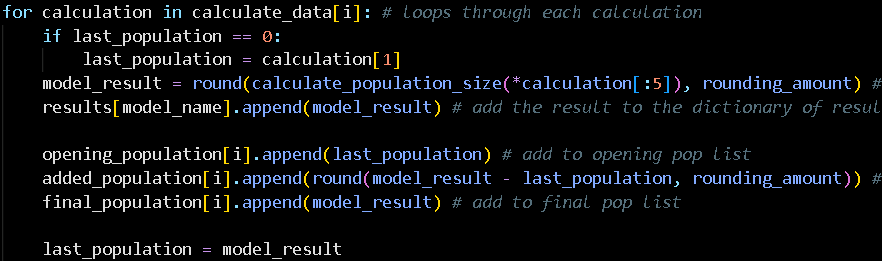 for calculation in calculate_data[i]: # loops through each calculation
    if last_population == 0:
        last_population = calculation[1]
    model_result = round(calculate_population_size(*calculation[:5]), rounding_amount) #
    results[model_name].append(model_result) # add the result to the dictionary of resul
    opening_population[i].append(last_population) # add to opening pop list
    added_population[i].append(round(model_result - last_population, rounding_amount)) #
    final_population[i].append(model_result) # add to final pop list
    last_population = model_result